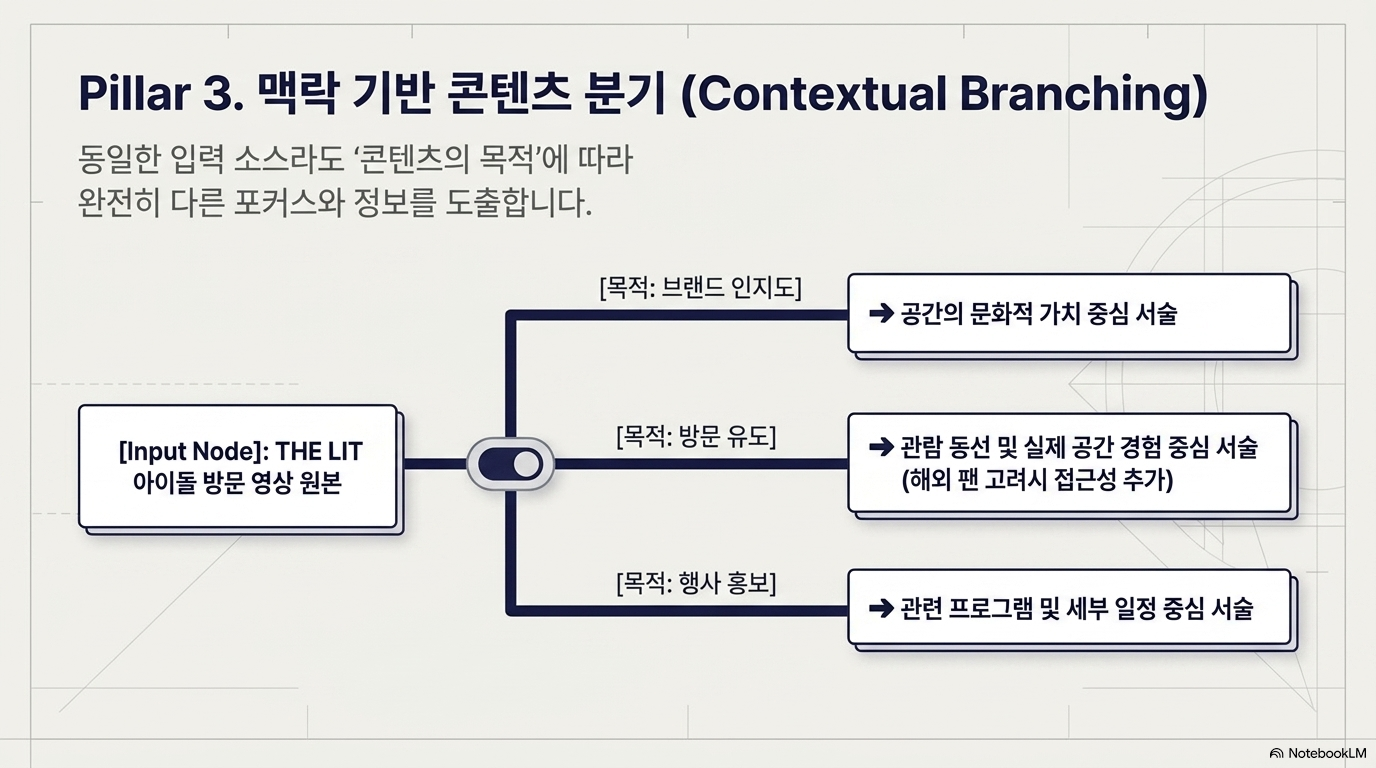 Pillar 3. 맥락 기반 콘텐츠 분기 (Contextual Branching)
동일한 입력 소스라도 ‘콘텐츠의 목적’에 따라
완전히 다른 포커스와 정보를 도출합니다.
[목적: 브랜드 인지도]
➔ 공간의 문화적 가치 중심 서술
[Input Node]: THE LIT
아이돌 방문 영상 원본
[목적: 방문 유도]
➔ 관람 동선 및 실제 공간 경험 중심 서술
(해외 팬 고려시 접근성 추가)
[목적: 행사 홍보]
➔ 관련 프로그램 및 세부 일정 중심 서술
NotebookLM